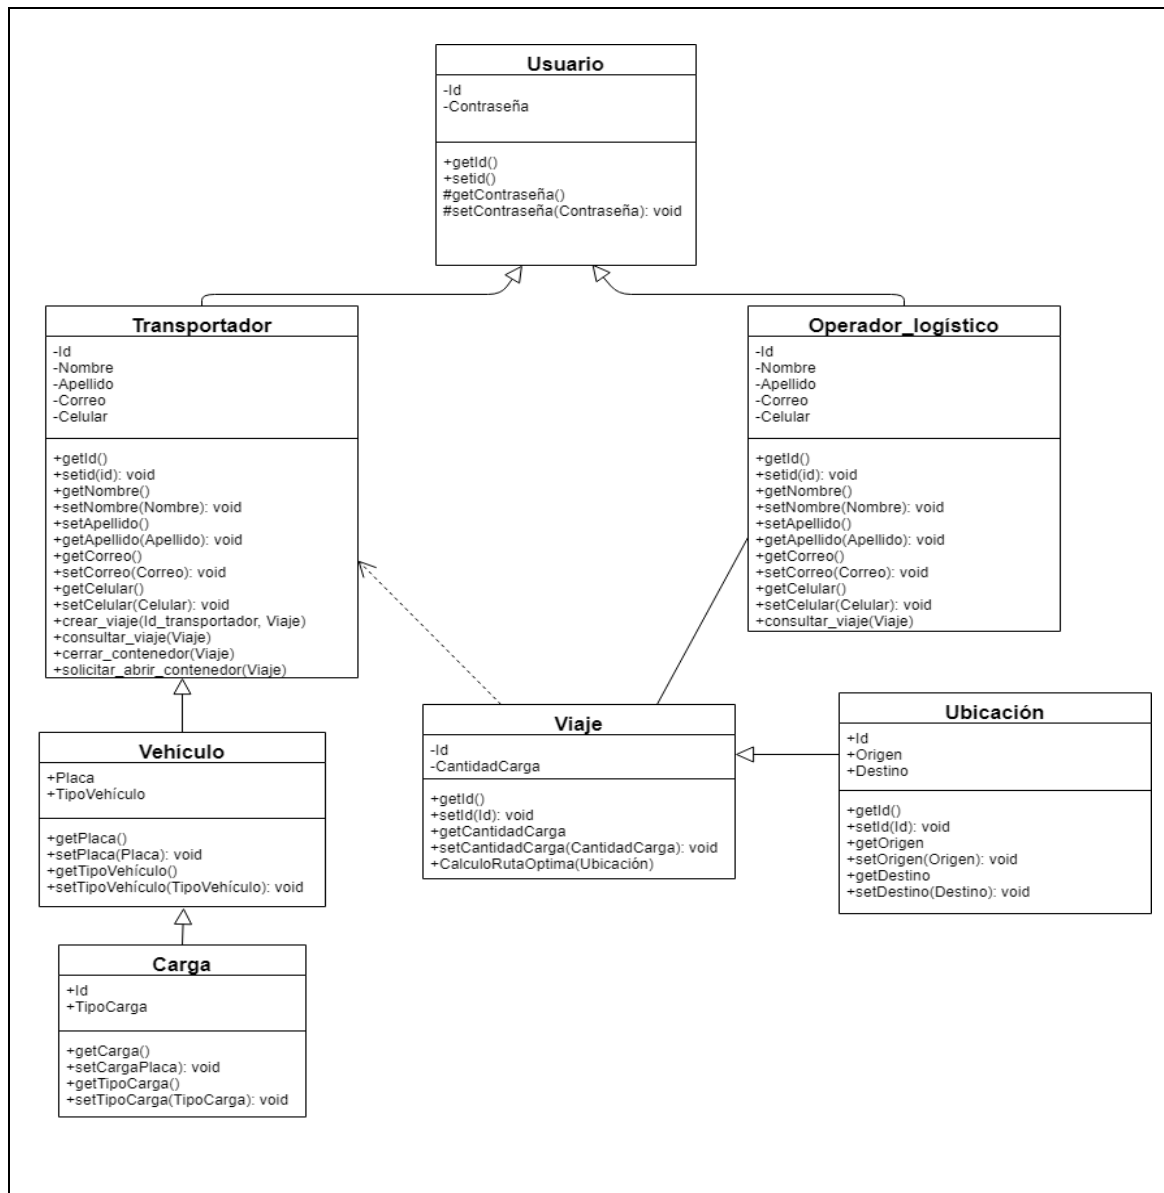 Usuario
-Id
-Contraseña
+getId()
+setid()
#getContraseña()
#setContraseña(Contraseña): void
Transportador
-Id
-Nombre
-Apellido
-Correo
-Celular
+getId()
+setid(id): void
+getNombre()
+setNombre(Nombre): void
+setApellido()
+getApellido(Apellido): void
+getCorreo()
+setCorreo(Correo): void
+getCelular()
+setCelular(Celular): void
+crear_viaje(Id_transportador, Viaje)
+consultar_viaje(Viaje)
+cerrar_contenedor(Viaje)
+solicitar_abrir_contenedor(Viaje)
Operador_logístico
-Id
-Nombre
-Apellido
-Correo
-Celular
+getId()
+setid(id): void
+getNombre()
+setNombre(Nombre): void
+setApellido()
+getApellido(Apellido): void
+getCorreo()
+setCorreo(Correo): void
+getCelular()
+setCelular(Celular): void
+consultar_viaje(Viaje)
Vehículo
+Placa
+TipoVehículo
+getPlaca()
+setPlaca(Placa): void
+getTipoVehículo()
+setTipoVehículo(TipoVehículo): void
Viaje
-Id
-CantidadCarga
+getId()
+setId(Id): void
+getCantidadCarga
+setCantidadCarga(CantidadCarga): void
+CalculoRutaOptima(Ubicación)
Ubicación
+Id
+Origen
+Destino
+getId()
+setId(Id): void
+getOrigen
+setOrigen(Origen): void
+getDestino
+setDestino(Destino): void
Carga
+Id
+TipoCarga
+getCarga()
+setCargaPlaca): void
+getTipoCarga()
+setTipoCarga(TipoCarga): void